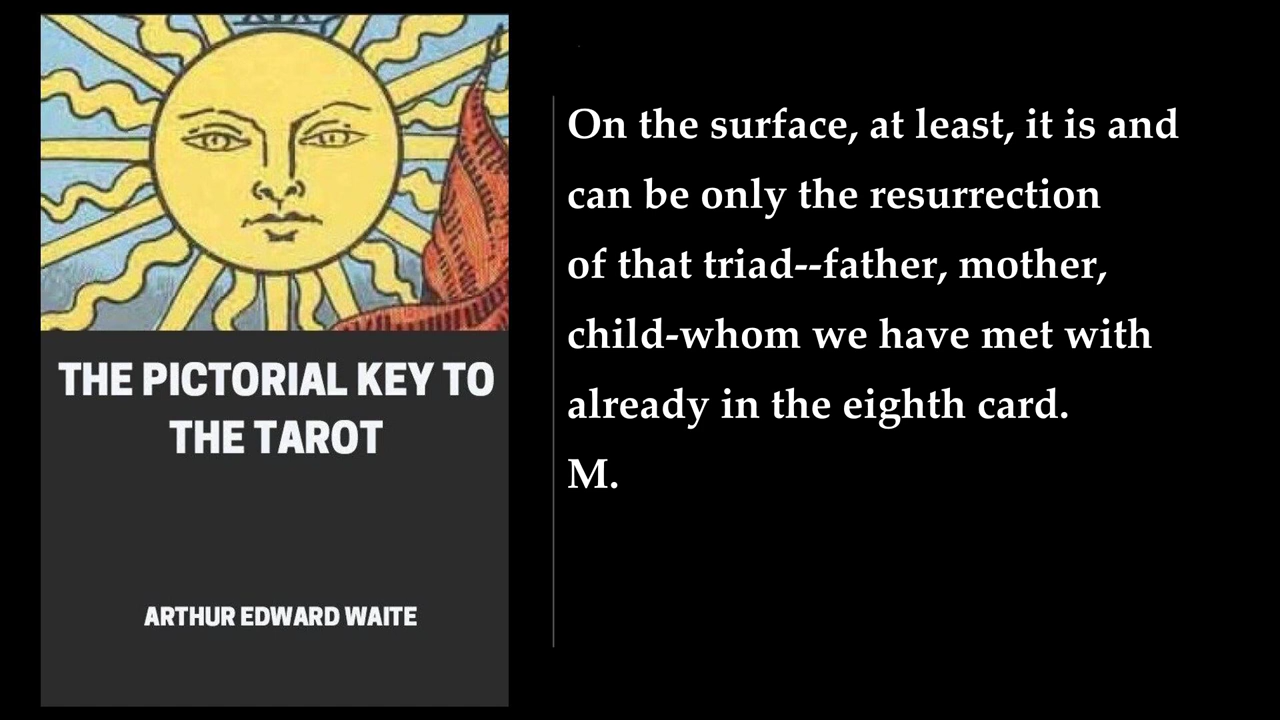 XIX
THE PICTORIAL KEY TO
THE TAROT
ARTHUR EDWARD WAITE
On the surface, at least, it is and
can be only the resurrection
of that triad--father, mother,
child-whom we have met with
already in the eighth card.
M.